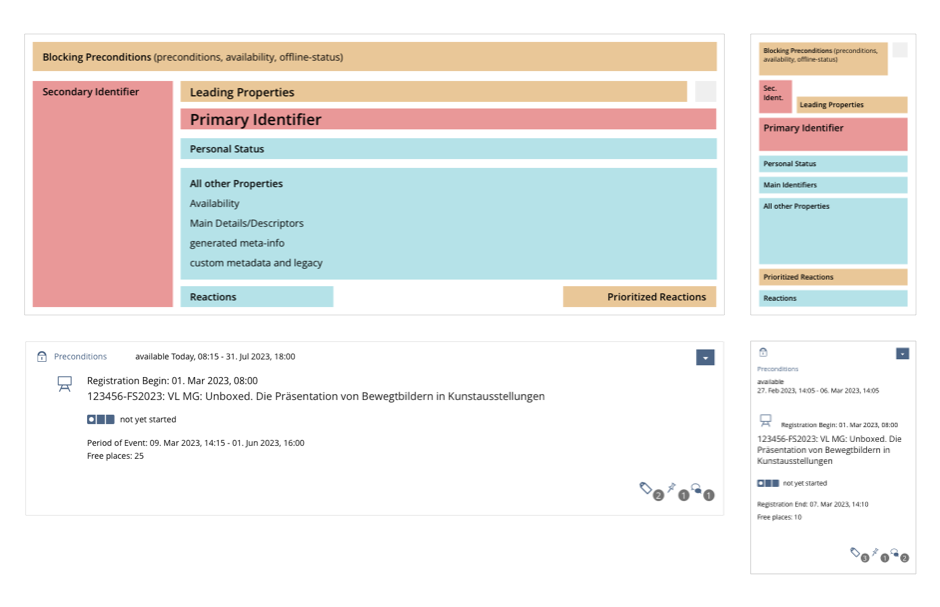 Blocking Preconditions (preconditions, availability, offline-status)
Secondary Identifier
Leading Properties
Primary Identifier
Personal Status
All other Properties
Availability
Main Details/Descriptors
generated meta-info
custom metadata and legacy
Reactions
Prioritized Reactions
Blocking Preconditions (preconditions,
availability, offline-status)
Sec.
Ident.
Leading Properties
Primary Identifier
Personal Status
Main Identifiers
All other Properties
Prioritized Reactions
Reactions
Preconditions
available Today, 08:15 - 31. Jul 2023, 18:00
Registration Begin: 01. Mar 2023, 08:00
123456-FS2023: VL MG: Unboxed. Die Präsentation von Bewegtbildern in Kunstausstellungen
not yet started
Period of Event: 09. Mar 2023, 14:15 - 01. Jun 2023, 16:00
Free places: 25
2
1
1
Preconditions
available
27. Feb 2023, 14:05 - 06. Mar 2023, 14:05
Registration Begin: 01. Mar 2023, 08:00
123456-FS2023: VL MG: Unboxed. Die
Präsentation von Bewegtbildern in
Kunstausstellungen
not yet started
Registration End: 07. Mar 2023, 14:10
Free places: 10
3
1
2